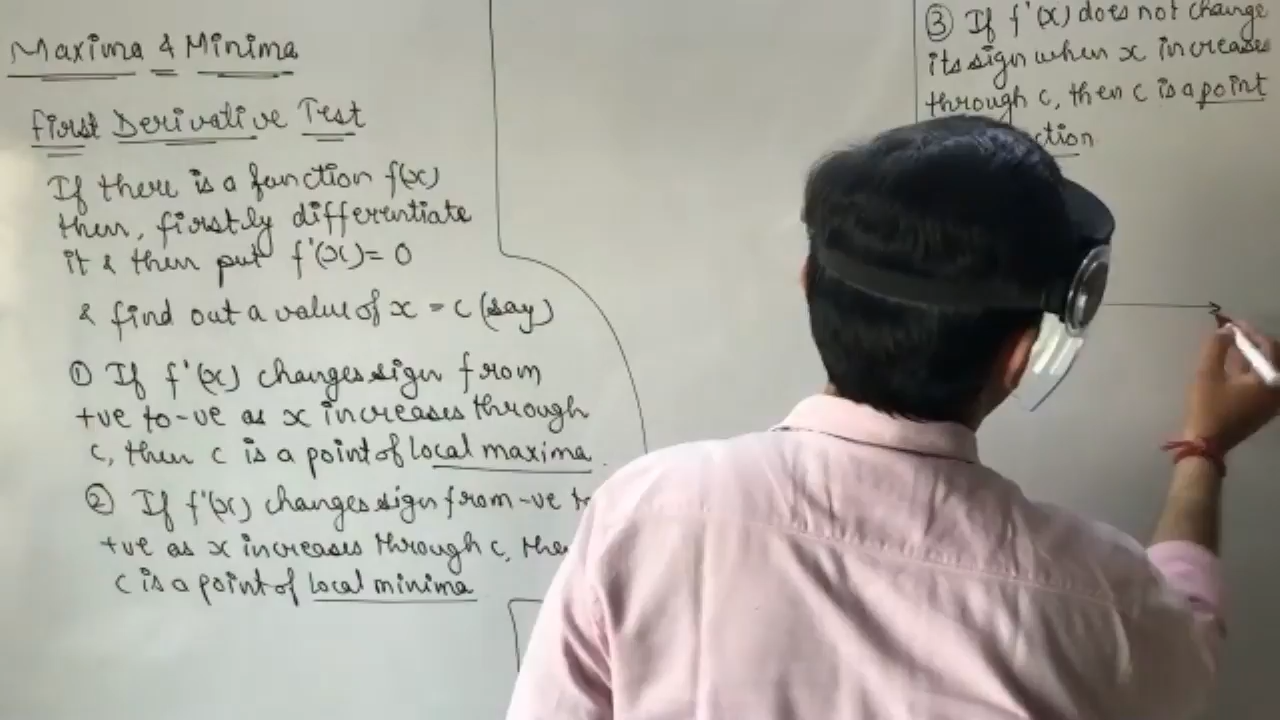 Maxima & Minima
First Derivative Test
If there is a function f(x)
then, firstly differentiate
it & then put f'(x) = 0
& find out a value of x = c (say)
① If f'(x) changes sign from
+ve to -ve as x increases through
c, then c is a point of local maxima.
② If f'(x) changes sign from -ve to
+ve as x increases through c, the
c is a point of local minima
③ If f'(x) does not change
its sign when x increases
through c, then c is a point
ction